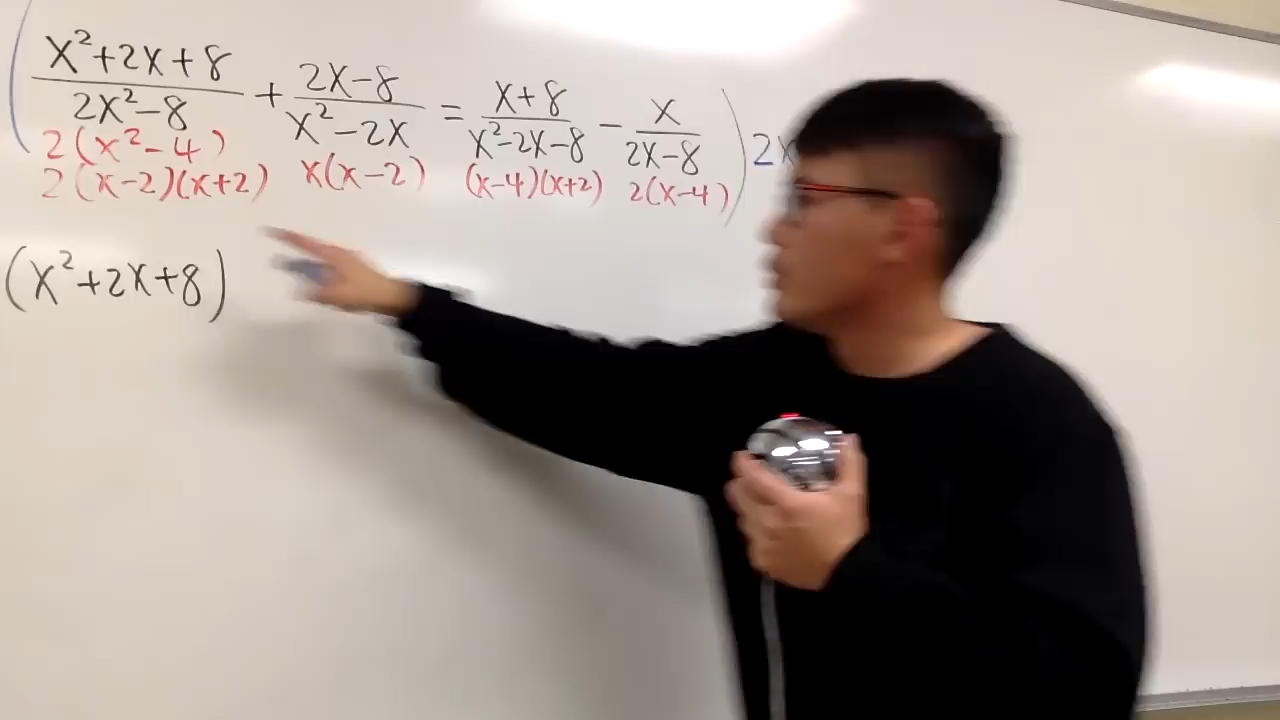 (x²+2x+8 / 2x²-8 + 2x-8 / x²-2x = x+8 / x²-2x-8 - x / 2x-8) 2x
2(x²-4)
2(x-2)(x+2) x(x-2) (x-4)(x+2) 2(x-4)
(x²+2x+8)